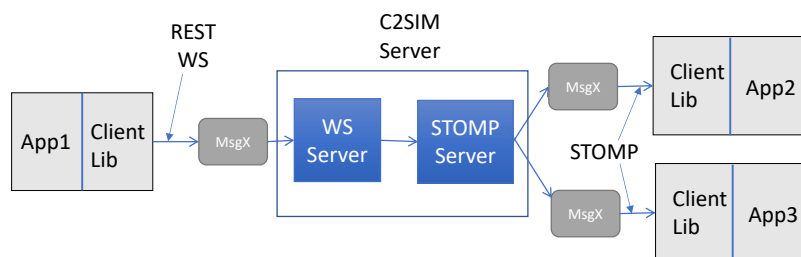 REST
WS
C2SIM
Server
App1
Client
Lib
MsgX
WS
Server
STOMP
Server
MsgX
MsgX
STOMP
Client
Lib
App2
Client
Lib
App3